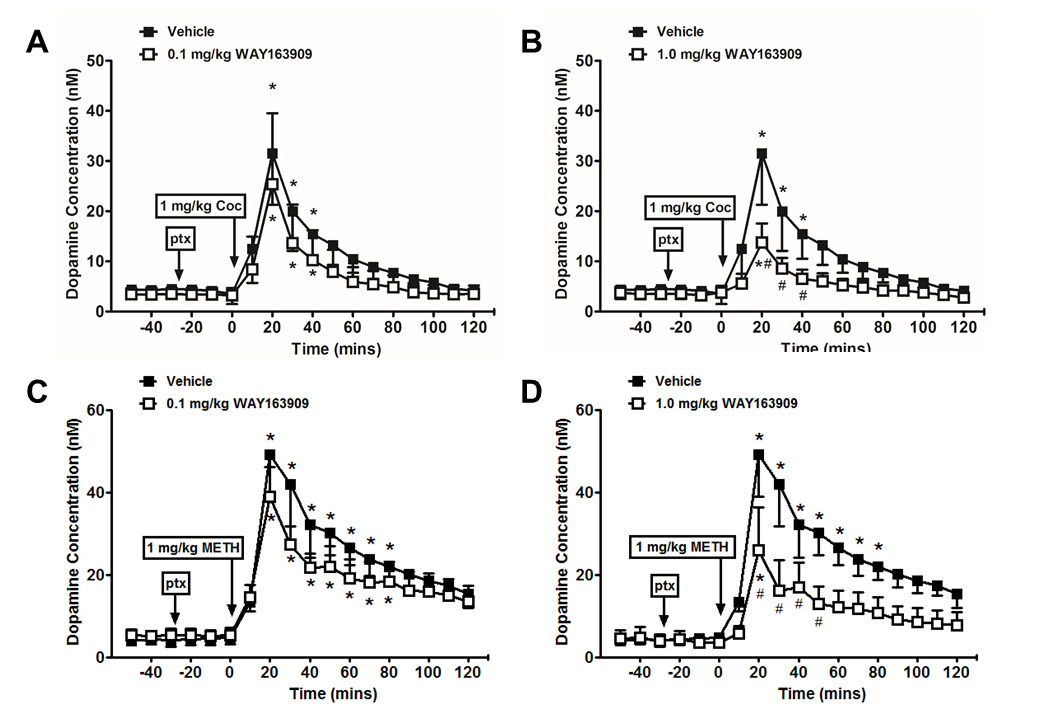 A
Vehicle
0.1 mg/kg WAY163909
Dopamine Concentration (nM)
50
40
30
20
10
0
1 mg/kg Coc
ptx
*
*
*
*
*
*
-40 -20 0 20 40 60 80 100 120
Time (mins)
B
Vehicle
1.0 mg/kg WAY163909
Dopamine Concentration (nM)
50
40
30
20
10
0
1 mg/kg Coc
ptx
*
*
*
*#
#
#
-40 -20 0 20 40 60 80 100 120
Time (mins)
C
Vehicle
0.1 mg/kg WAY163909
Dopamine Concentration (nM)
60
40
20
0
1 mg/kg METH
ptx
*
*
* * * * *
*
*
* * * * *
-40 -20 0 20 40 60 80 100 120
Time (mins)
D
Vehicle
1.0 mg/kg WAY163909
Dopamine Concentration (nM)
60
40
20
0
1 mg/kg METH
ptx
*
*
* * * * *
*
# # #
#
-40 -20 0 20 40 60 80 100 120
Time (mins)